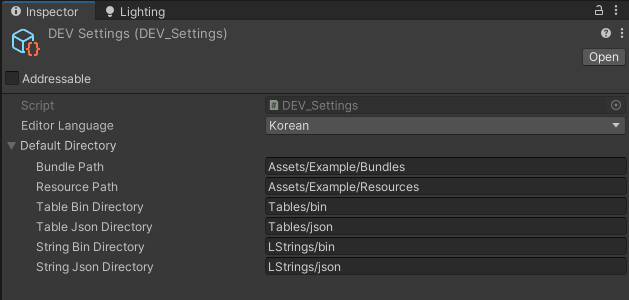 Inspector Lighting
DEV Settings (DEV_Settings)
Open
Addressable
Script DEV_Settings
Editor Language Korean
Default Directory
Bundle Path Assets/Example/Bundles
Resource Path Assets/Example/Resources
Table Bin Directory Tables/bin
Table Json Directory Tables/json
String Bin Directory LStrings/bin
String Json Directory LStrings/json